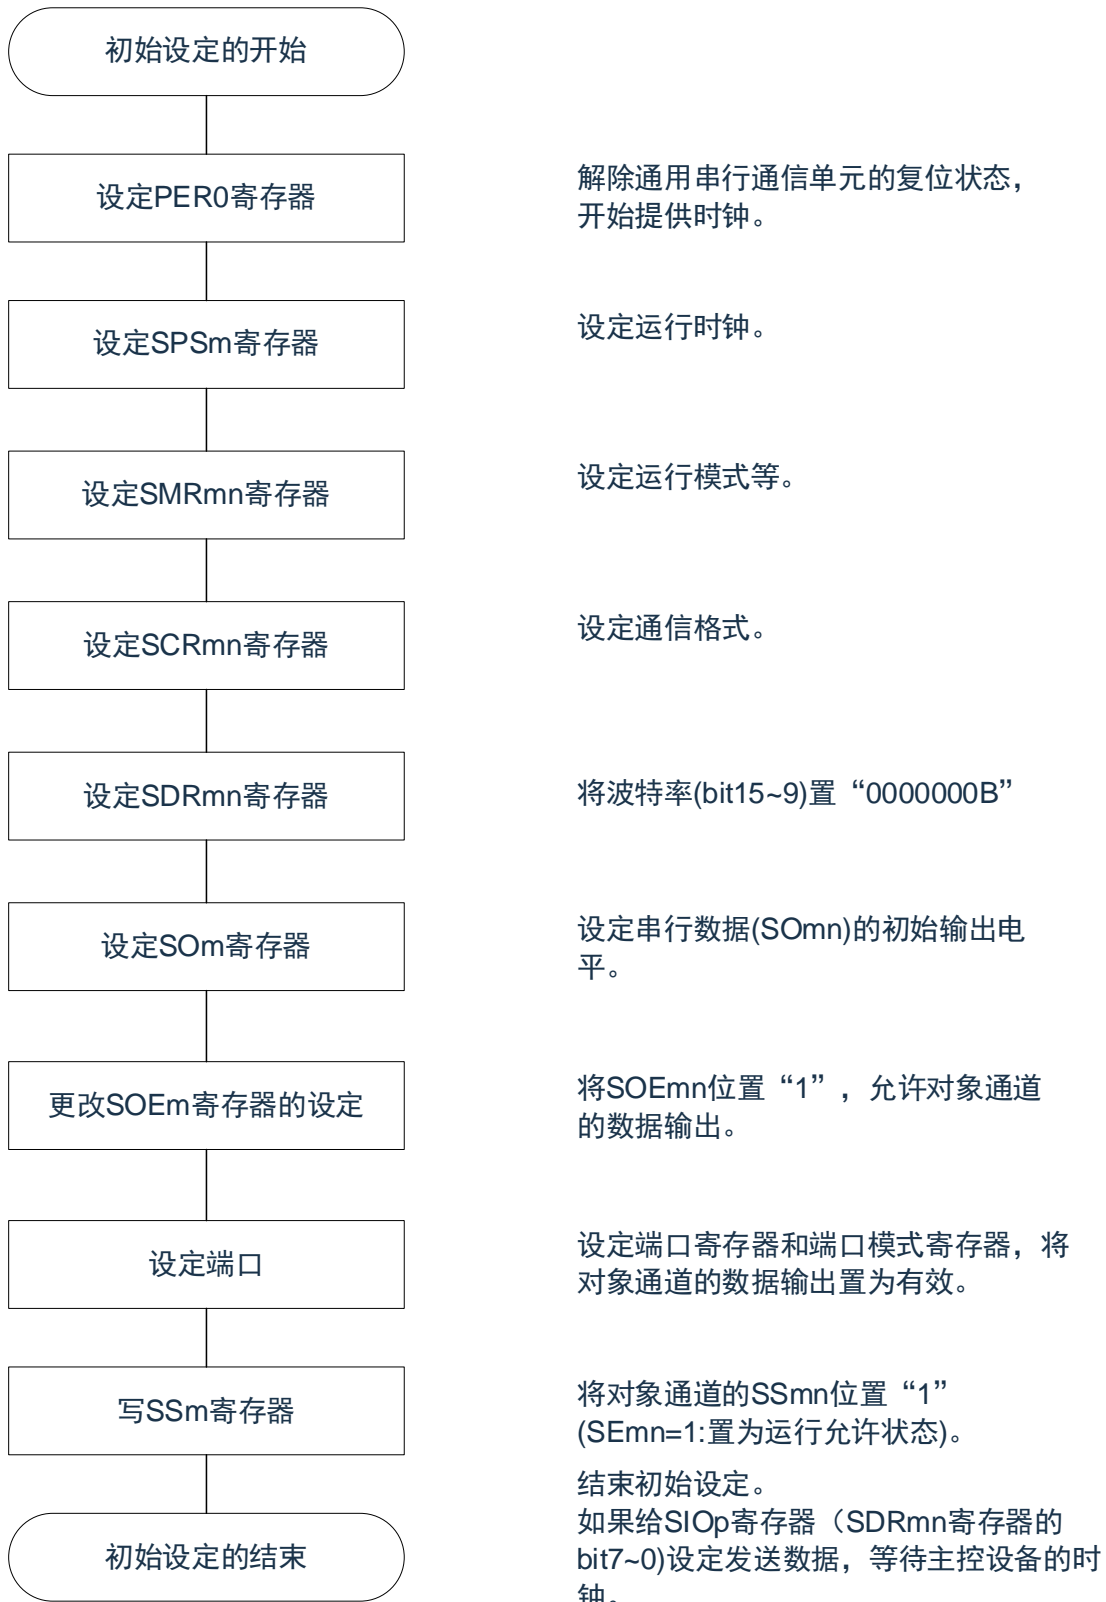 初始设定的开始
设定PER0寄存器
解除通用串行通信单元的复位状态，
开始提供时钟。
设定SPSm寄存器
设定运行时钟。
设定SMRmn寄存器
设定运行模式等。
设定SCRmn寄存器
设定通信格式。
设定SDRmn寄存器
将波特率(bit15~9)置“0000000B”
设定SOm寄存器
设定串行数据(SOmn)的初始输出电
平。
更改SOEm寄存器的设定
将SOEmn位置“1”，允许对象通道
的数据输出。
设定端口
设定端口寄存器和端口模式寄存器，将
对象通道的数据输出置为有效。
写SSm寄存器
将对象通道的SSmn位置“1”
(SEmn=1:置为运行允许状态)。
初始设定的结束
结束初始设定。
如果给SIOp寄存器（SDRmn寄存器的
bit7~0)设定发送数据，等待主控设备的时
钟。